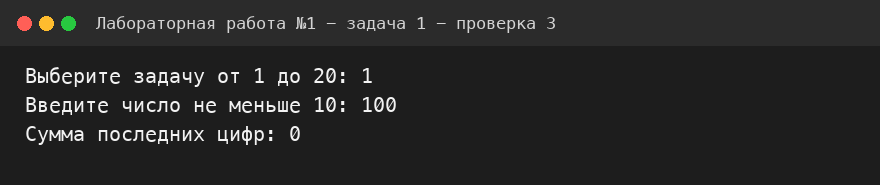 Лабораторная работа №1 — задача 1 — проверка 3
Выберите задачу от 1 до 20: 1
Введите число не меньше 10: 100
Сумма последних цифр: 0